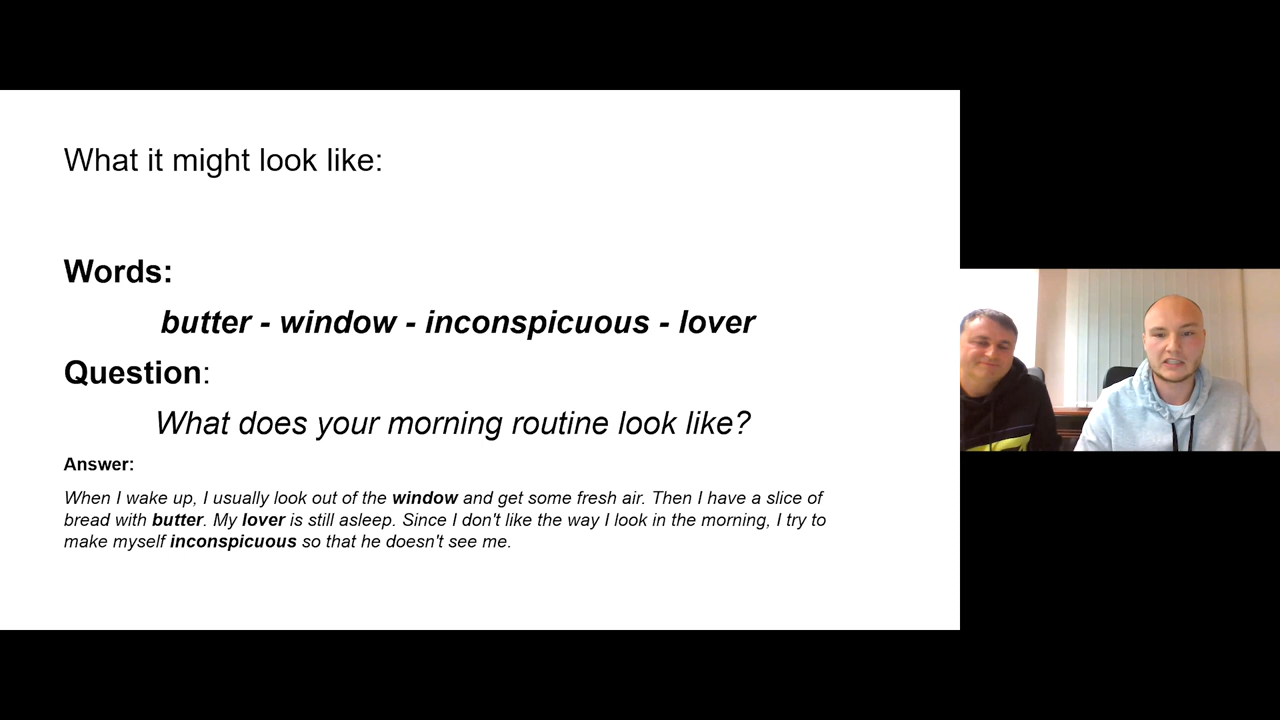 What it might look like:
Words:
butter - window - inconspicuous - lover
Question:
What does your morning routine look like?
Answer:
When I wake up, I usually look out of the window and get some fresh air. Then I have a slice of
bread with butter. My lover is still asleep. Since I don't like the way I look in the morning, I try to
make myself inconspicuous so that he doesn't see me.